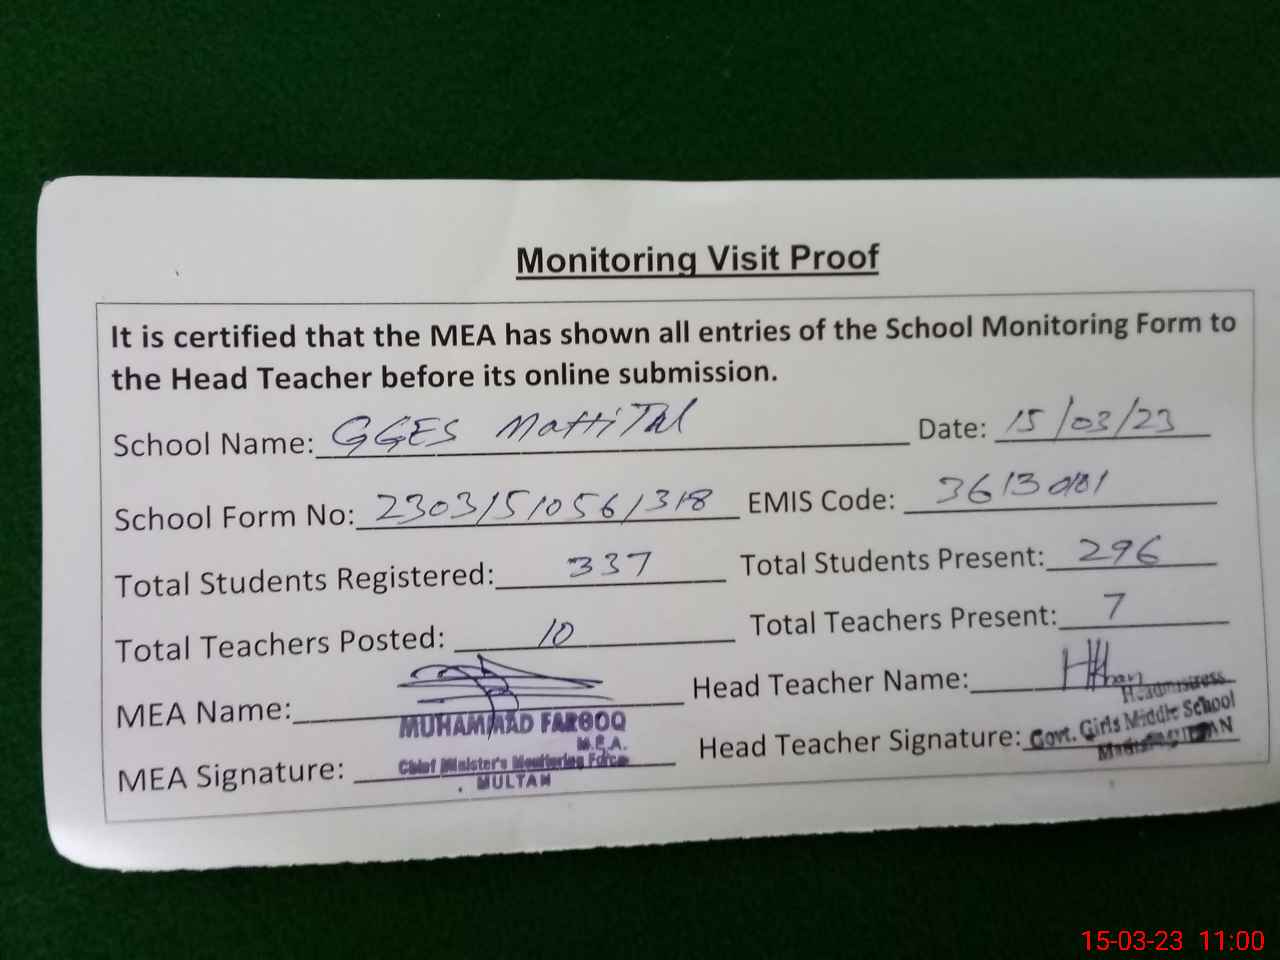 Monitoring Visit Proof
It is certified that the MEA has shown all entries of the School Monitoring Form to
the Head Teacher before its online submission.
School Name: GGES MattiTal Date: 15/03/23
School Form No: 23031510561318 EMIS Code:
Total Students Registered: 337 Total Students Present: 296
Total Teachers Posted: 10 Total Teachers Present: 7
MEA Name: Head Teacher Name:
Headmistress
MUHAMMAD FAROOQ
M.E.A.
Chief Minister's Monitoring Force
MULTAN
MEA Signature: Head Teacher Signature:
Govt. Girls Middle School
15-03-23 11:00